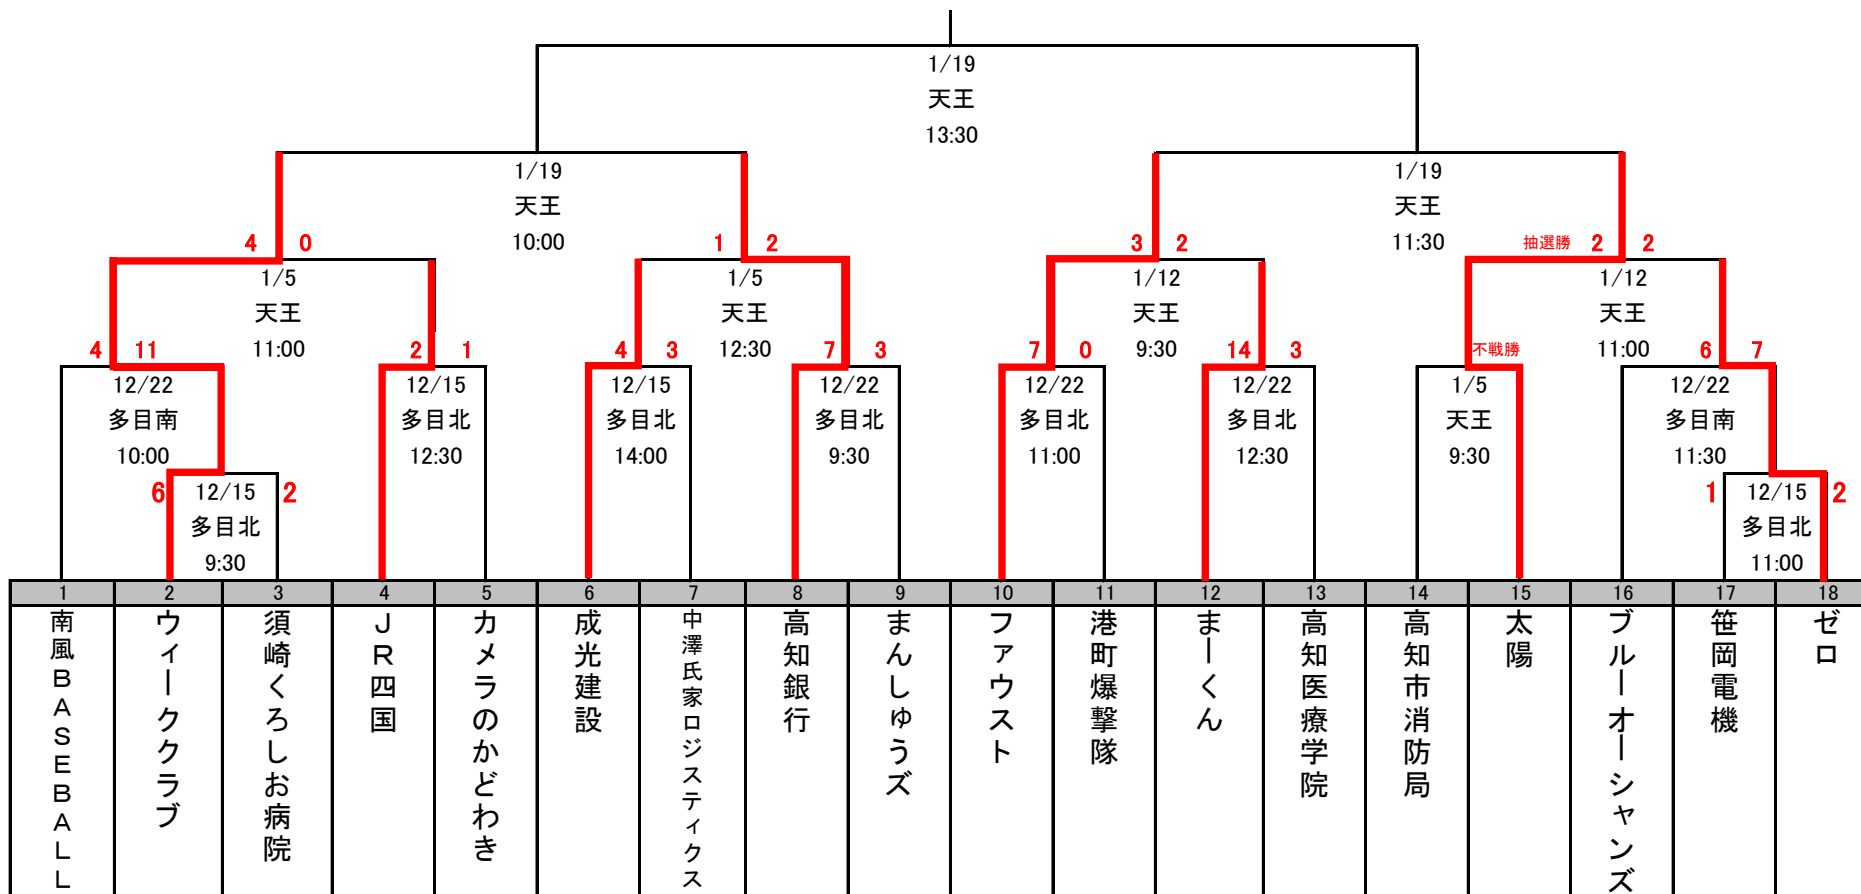 1/19
天王
13:30
1/19
天王
10:00
1/19
天王
11:30
4 0
1 2
3 2
抽選勝 2 2
1/5
天王
11:00
1/5
天王
12:30
1/12
天王
9:30
1/12
天王
11:00
4 11
2 1
4 3
7 3
7 0
14 3
不戦勝
6 7
12/22
多目南
10:00
12/15
多目北
12:30
12/15
多目北
14:00
12/22
多目北
9:30
12/22
多目北
11:00
12/22
多目北
12:30
1/5
天王
9:30
12/22
多目南
11:30
6 2
12/15
多目北
9:30
1 2
12/15
多目北
11:00
1 2 3 4 5 6 7 8 9 10 11 12 13 14 15 16 17 18
南風BASEBALL
ウィーククラブ
須崎くろしお病院
JR四国
カメラのかどわき
成光建設
中澤氏家ロジスティクス
高知銀行
まんしゅうズ
ファウスト
港町爆撃隊
まーくん
高知医療学院
高知市消防局
太陽
ブルーオーシャンズ
笹岡電機
ゼロ